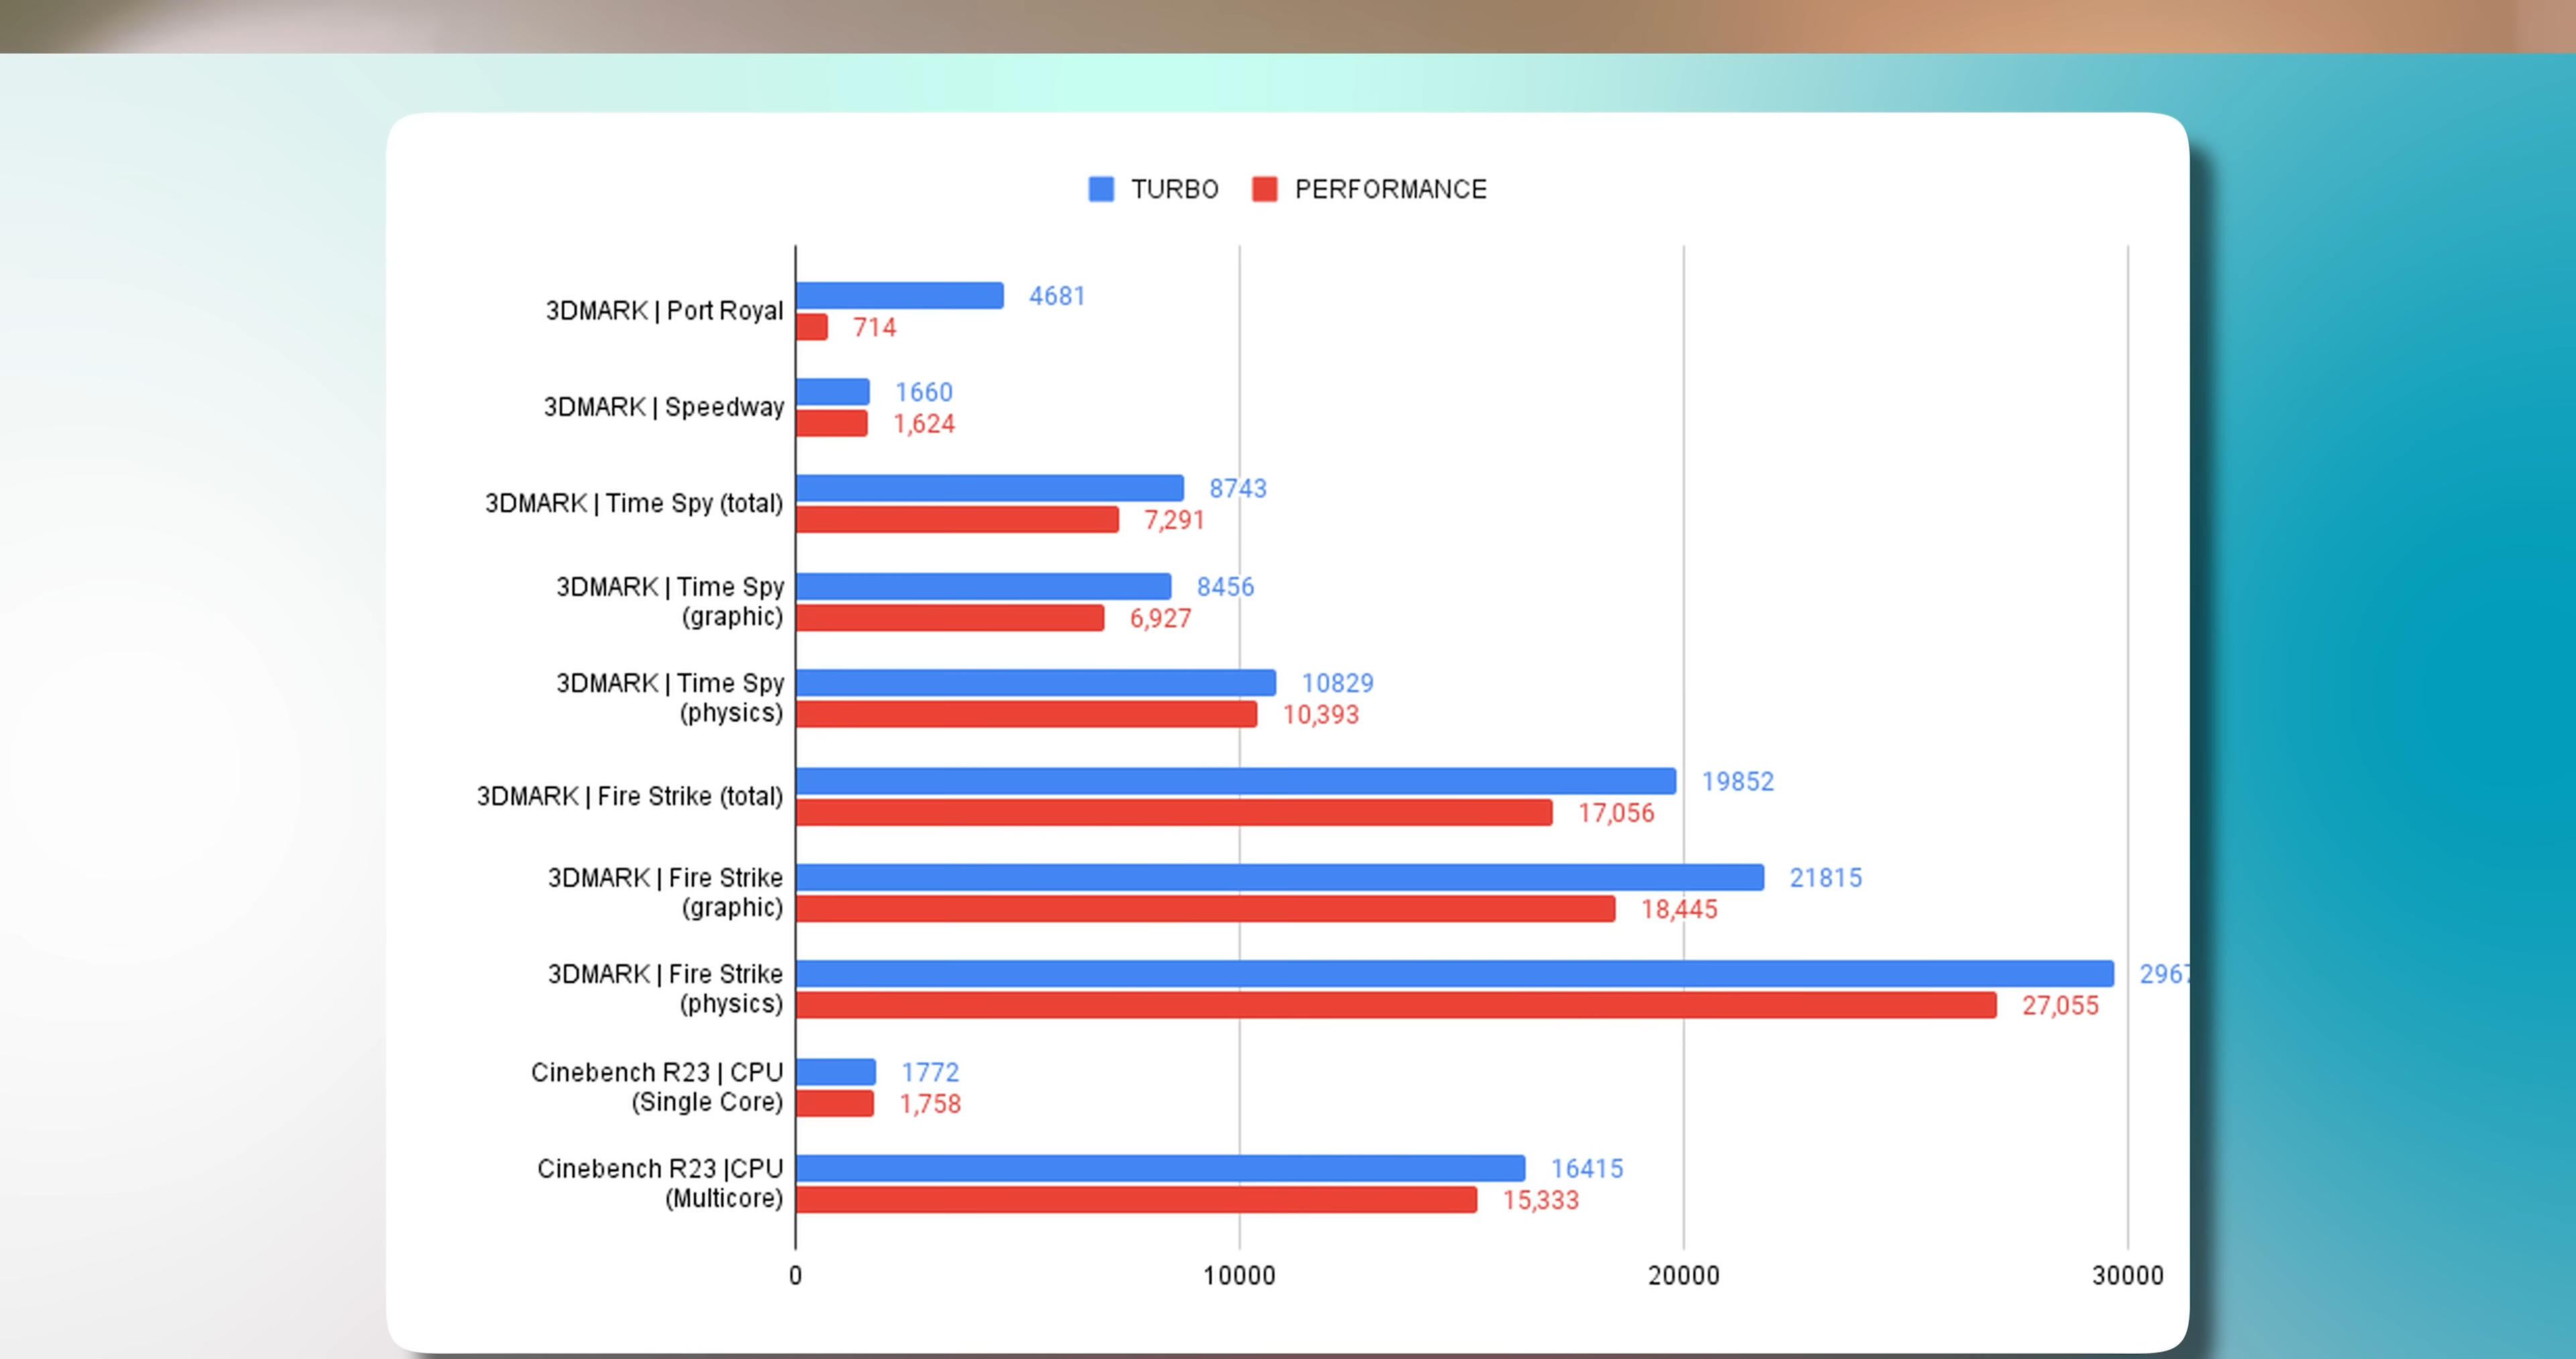 TURBO PERFORMANCE
3DMARK | Port Royal
4681
714
3DMARK | Speedway
1660
1,624
3DMARK | Time Spy (total)
8743
7,291
3DMARK | Time Spy
(graphic)
8456
6,927
3DMARK | Time Spy
(physics)
10829
10,393
3DMARK | Fire Strike (total)
19852
17,056
3DMARK | Fire Strike
(graphic)
21815
18,445
3DMARK | Fire Strike
(physics)
27,055
Cinebench R23 | CPU
(Single Core)
1772
1,758
Cinebench R23 |CPU
(Multicore)
16415
15,333
0 10000 20000 30000